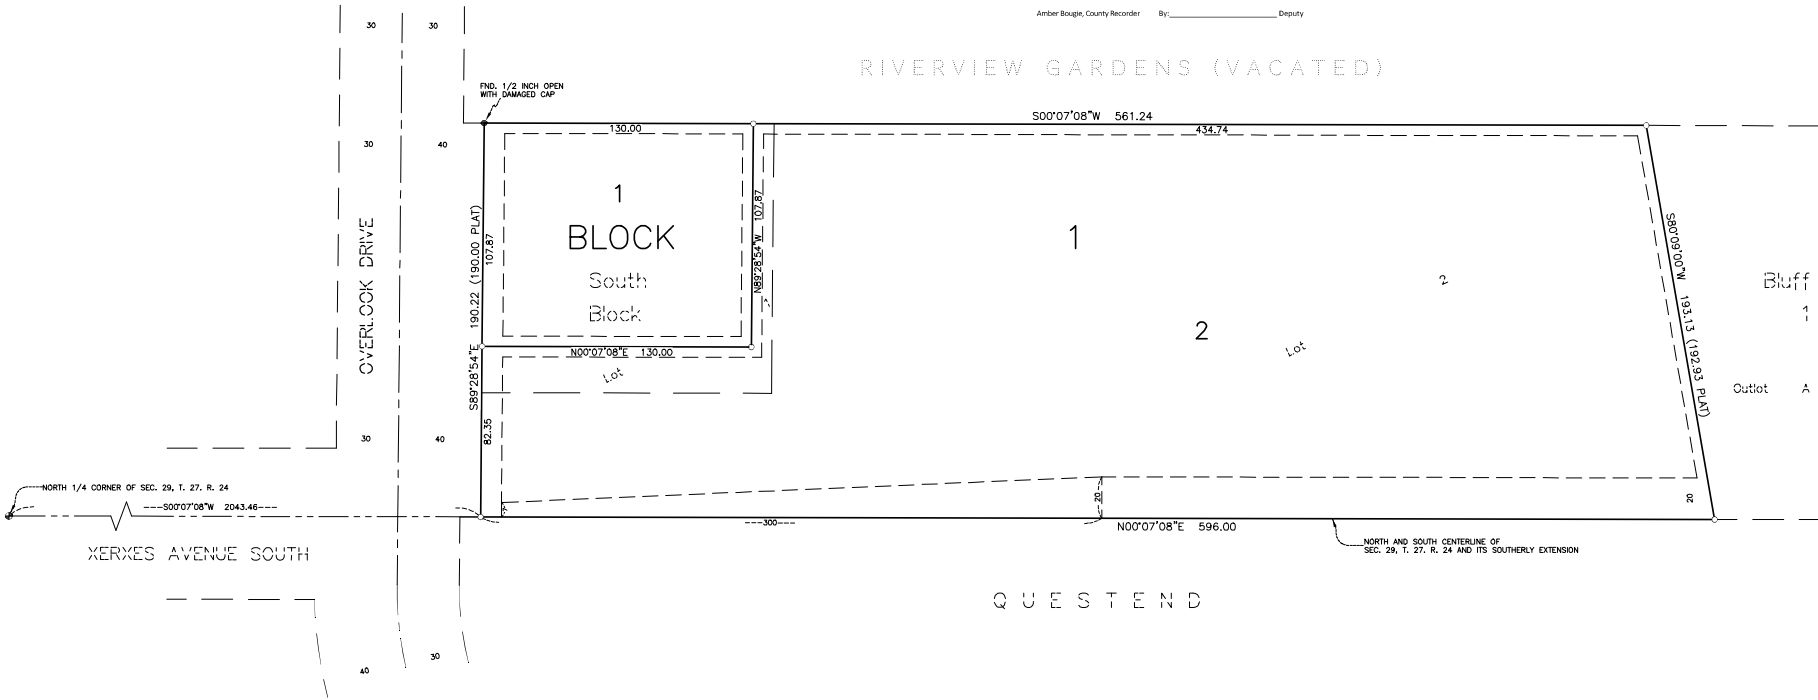 Amber Bougie, County Recorder By:____________________ Deputy
30
30
RIVERVIEW GARDENS (VACATED)
FND. 1/2 INCH OPEN
WITH DAMAGED CAP
S00°07'08"W 561.24
130.00
434.74
30
40
1
BLOCK
South
Block
1
2
2
Lot
Lot
OVERLOOK DRIVE
S89°28'54"E 190.22 (190.00 PLAT)
107.87
82.35
N89°28'54"W 107.87
N00°07'08"E 130.00
S80°09'00"W 193.13 (192.93 PLAT)
Bluff
1
Outlot A
30
40
NORTH 1/4 CORNER OF SEC. 29, T. 27. R. 24
----S00°07'08"W 2043.46----
20
20
----300----
N00°07'08"E 596.00
NORTH AND SOUTH CENTERLINE OF
SEC. 29, T. 27. R. 24 AND ITS SOUTHERLY EXTENSION
XERXES AVENUE SOUTH
QUESTEND
40
30